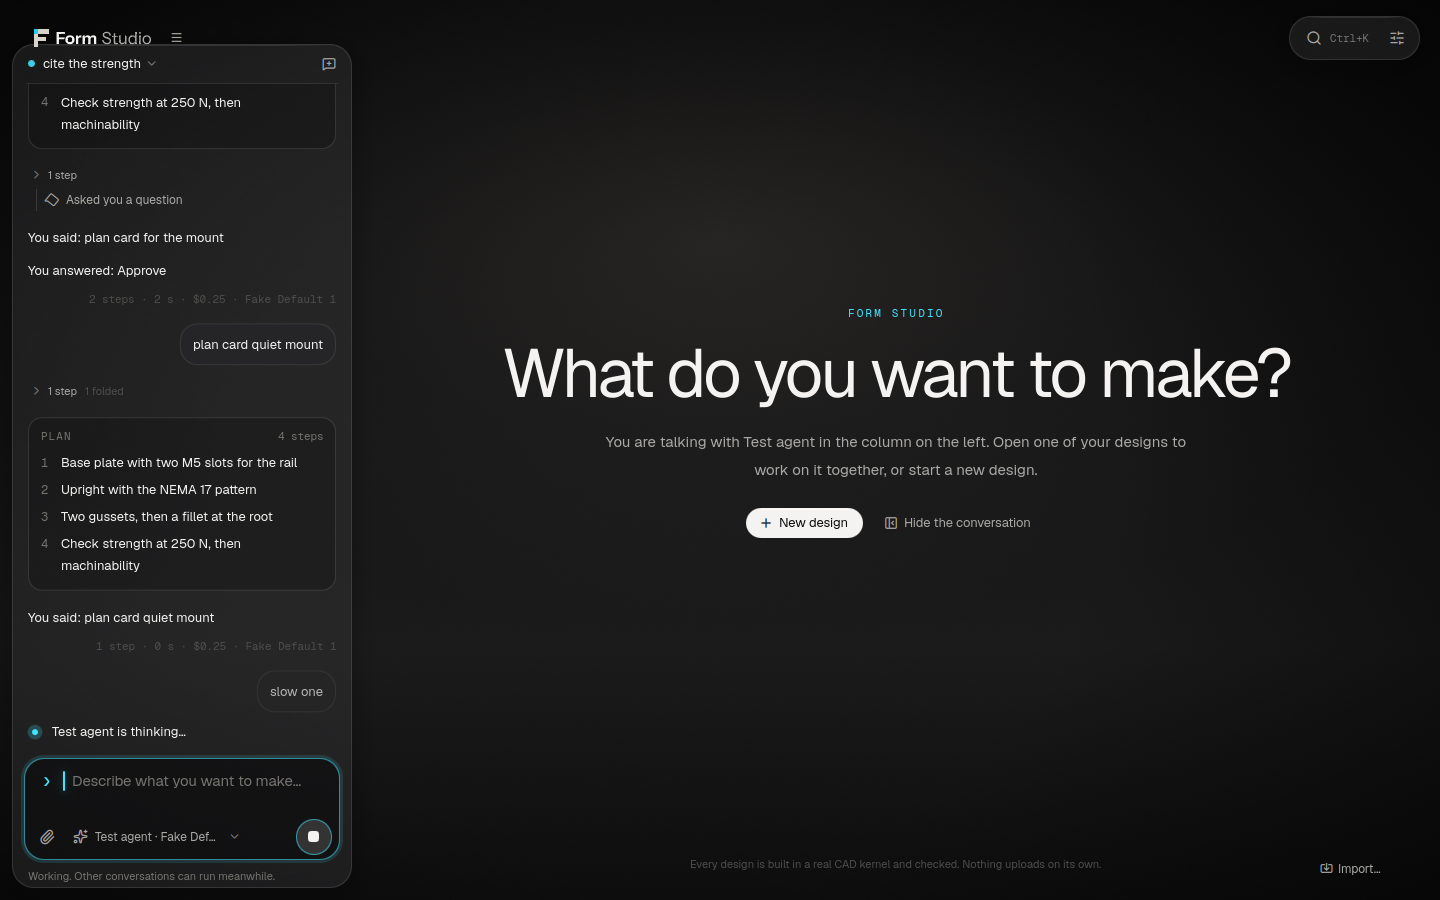 Form Studio
Ctrl+K
cite the strength
4 Check strength at 250 N, then
machinability
1 step
Asked you a question
You said: plan card for the mount
You answered: Approve
2 steps · 2 s · $0.25 · Fake Default 1
plan card quiet mount
1 step 1 folded
PLAN 4 steps
1 Base plate with two M5 slots for the rail
2 Upright with the NEMA 17 pattern
3 Two gussets, then a fillet at the root
4 Check strength at 250 N, then
machinability
You said: plan card quiet mount
1 step · 0 s · $0.25 · Fake Default 1
slow one
Test agent is thinking…
Describe what you want to make…
Test agent · Fake Def…
Working. Other conversations can run meanwhile.
FORM STUDIO
What do you want to make?
You are talking with Test agent in the column on the left. Open one of your designs to
work on it together, or start a new design.
New design
Hide the conversation
Every design is built in a real CAD kernel and checked. Nothing uploads on its own.
Import…